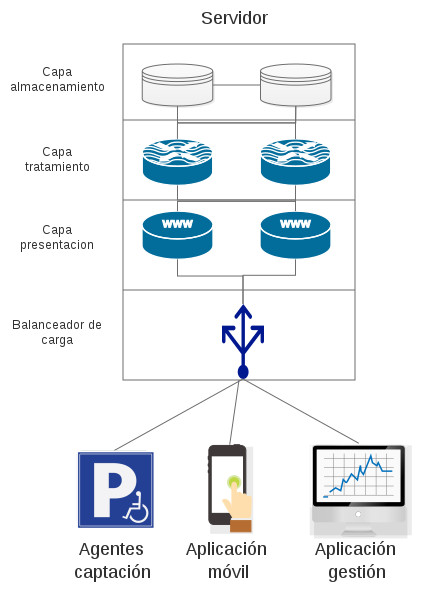 Servidor
Capa
almacenamiento
Capa
tratamiento
Capa
presentacion
WWW
WWW
Balanceador de
carga
P
Agentes
captación
Aplicación
móvil
Aplicación
gestión